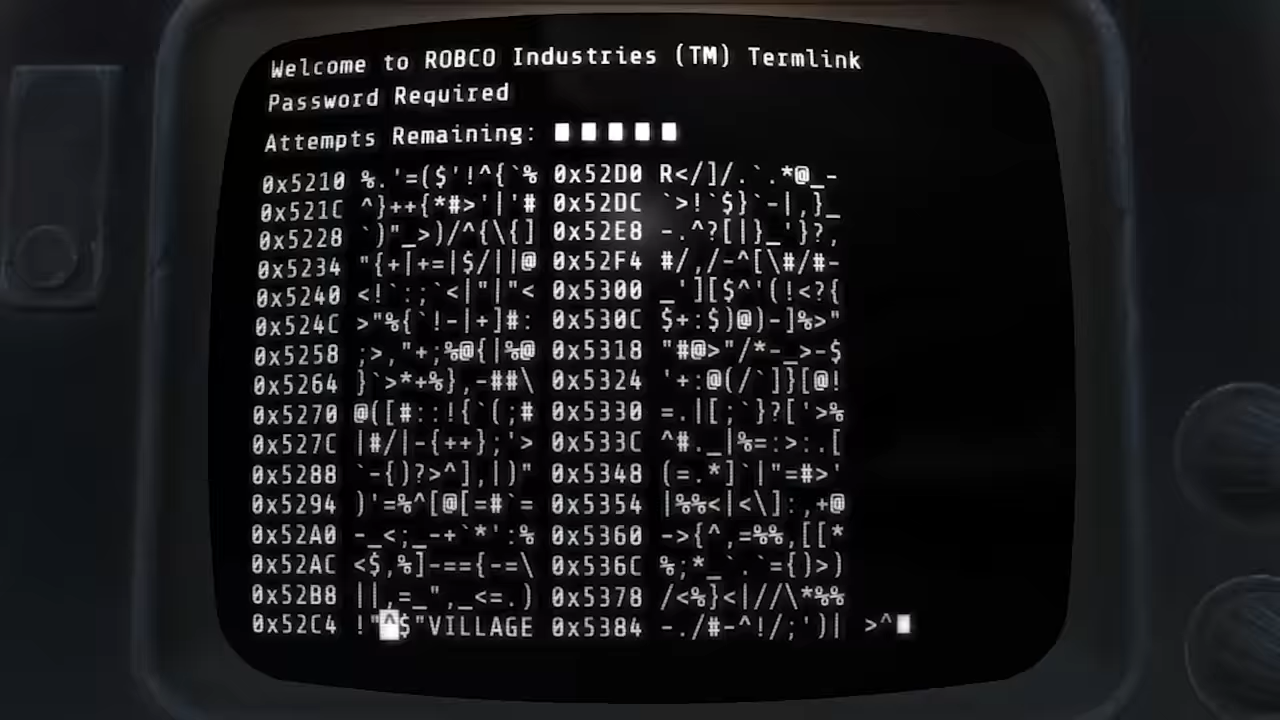 Welcome to ROBCO Industries (TM) Termlink
Password Required
Attempts Remaining: ■ ■ ■ ■ ■
0x5210 %.'=($'!^{`% 0x52D0 R</]/.`.*@_-
0x521C ^}++{*#>'|'# 0x52DC `>!`$}`-|,}_
0x5228 `)"_>)/^{\{] 0x52E8 -.^?[|}_'}?,
0x5234 "{+|+=|$/||@ 0x52F4 #/,/-^[\#/#-
0x5240 <!`:;`<|"|"< 0x5300 _'][$^'(!<?{
0x524C >"%{`!-|+]#: 0x530C $+:$)@)-]%>"
0x5258 ;>,"+;%@{|%@ 0x5318 "#@>"/*-_>-$
0x5264 }`>*+%},-##\ 0x5324 '+:@(/`]}[@!
0x5270 @([#::!{`(;# 0x5330 =.|[;`}?['>%
0x527C |#/|-{++};'> 0x533C ^#._|%=:>:.[
0x5288 `-{)?>^],|)" 0x5348 (=.*]`|"=#>'
0x5294 )'=%^[@[=#`= 0x5354 |%%<|<\]:,+@
0x52A0 -_<;_-+`*':% 0x5360 ->{^,=%%,[[*
0x52AC <$,%]-=={-=\ 0x536C %;*_`.`={)>)
0x52B8 ||,=_",_<=.) 0x5378 /<%}<|//\*%%
0x52C4 !"^$"VILLAGE 0x5384 -./#-^!/;')| >^■